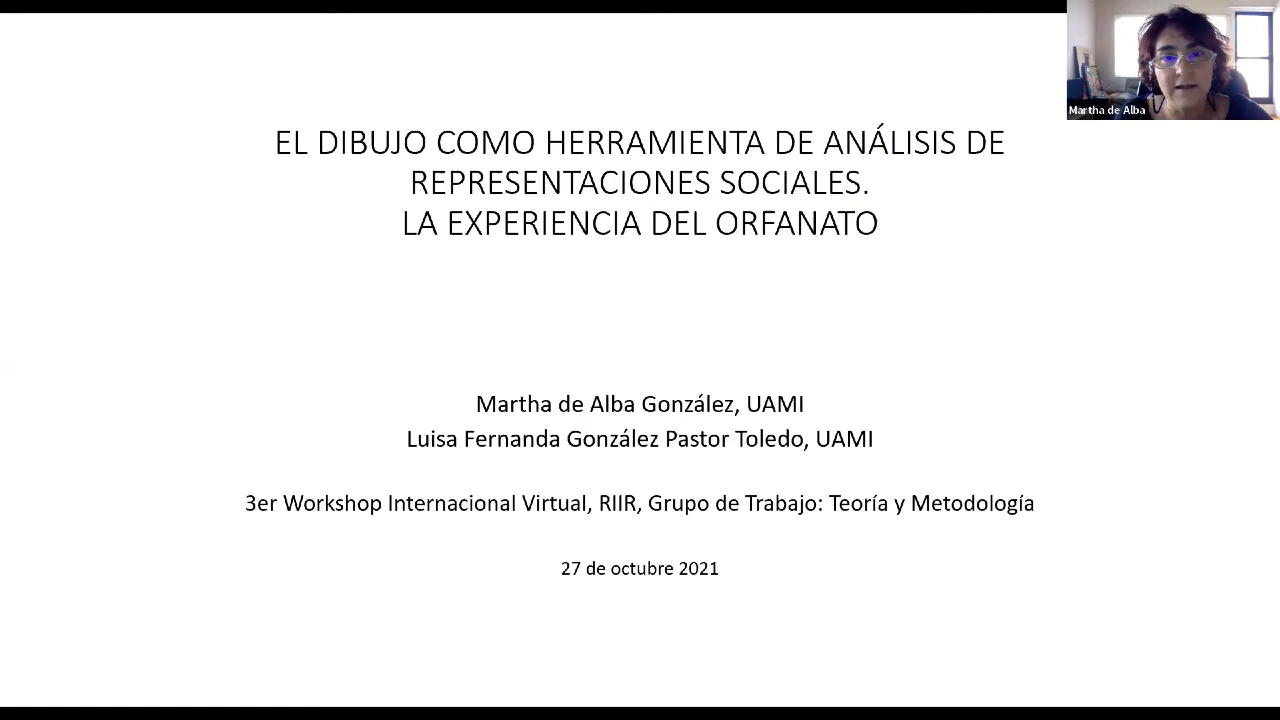 EL DIBUJO COMO HERRAMIENTA DE ANÁLISIS DE
REPRESENTACIONES SOCIALES.
LA EXPERIENCIA DEL ORFANATO
Martha de Alba González, UAMI
Luisa Fernanda González Pastor Toledo, UAMI
3er Workshop Internacional Virtual, RIIR, Grupo de Trabajo: Teoría y Metodología
27 de octubre 2021
Martha de Alba